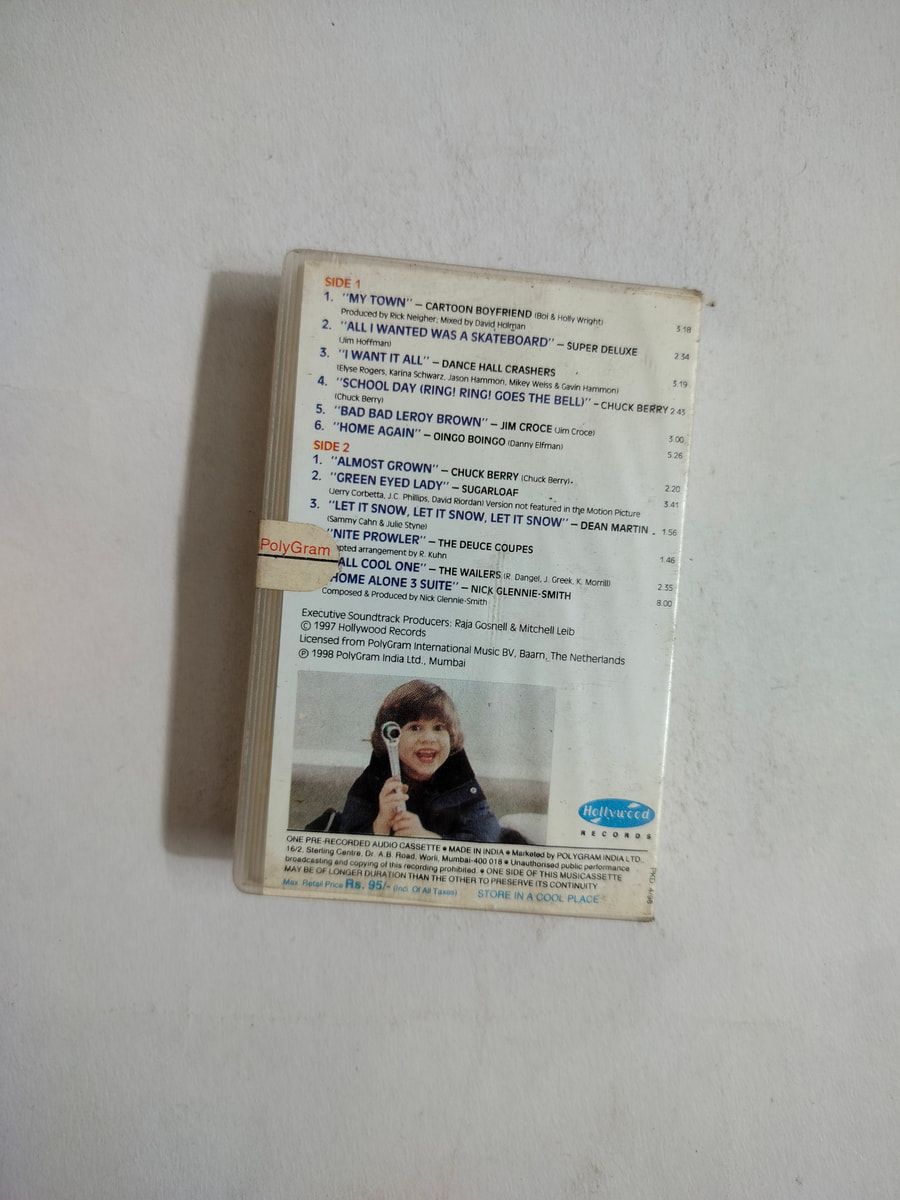 SIDE 1
1. "MY TOWN" – CARTOON BOYFRIEND (Boi & Holly Wright) 3.18
Produced by Rick Neigher; Mixed by David Holman
2. "ALL I WANTED WAS A SKATEBOARD" – SUPER DELUXE 2.34
(Jim Hoffman)
3. "I WANT IT ALL" – DANCE HALL CRASHERS 3.19
(Elyse Rogers, Karina Schwarz, Jason Hammon, Mikey Weiss & Gavin Hammon)
4. "SCHOOL DAY (RING! RING! GOES THE BELL)" – CHUCK BERRY 2.43
(Chuck Berry)
5. "BAD BAD LEROY BROWN" – JIM CROCE (Jim Croce) 3.00
6. "HOME AGAIN" – OINGO BOINGO (Danny Elfman) 5.26
SIDE 2
1. "ALMOST GROWN" – CHUCK BERRY (Chuck Berry) 2.20
2. "GREEN EYED LADY" – SUGARLOAF 3.41
(Jerry Corbetta, J.C. Phillips, David Riordan) Version not featured in the Motion Picture
3. "LET IT SNOW, LET IT SNOW, LET IT SNOW" – DEAN MARTIN 1.56
(Sammy Cahn & Julie Styne)
"NITE PROWLER" – THE DEUCE COUPES 1.46
arrangement by R. Kuhn
ALL COOL ONE" – THE WAILERS (R. Dangel, J. Greek, K. Morrill) 2.35
HOME ALONE 3 SUITE" – NICK GLENNIE-SMITH 8.00
Composed & Produced by Nick Glennie-Smith
PolyGram
Executive Soundtrack Producers: Raja Gosnell & Mitchell Leib
© 1997 Hollywood Records
Licensed from PolyGram International Music BV, Baarn, The Netherlands
℗ 1998 PolyGram India Ltd., Mumbai
Hollywood
RECORDS
ONE PRE-RECORDED AUDIO CASSETTE ● MADE IN INDIA ● Marketed by POLYGRAM INDIA LTD.,
16/2, Sterling Centre, Dr. A.B. Road, Worli, Mumbai-400 018 ● Unauthorised public performance
broadcasting and copying of this recording prohibited. ● ONE SIDE OF THIS MUSICASSETTE
MAY BE OF LONGER DURATION THAN THE OTHER TO PRESERVE ITS CONTINUITY
Max. Retail Price Rs. 95/- (Incl. Of All Taxes) STORE IN A COOL PLACE